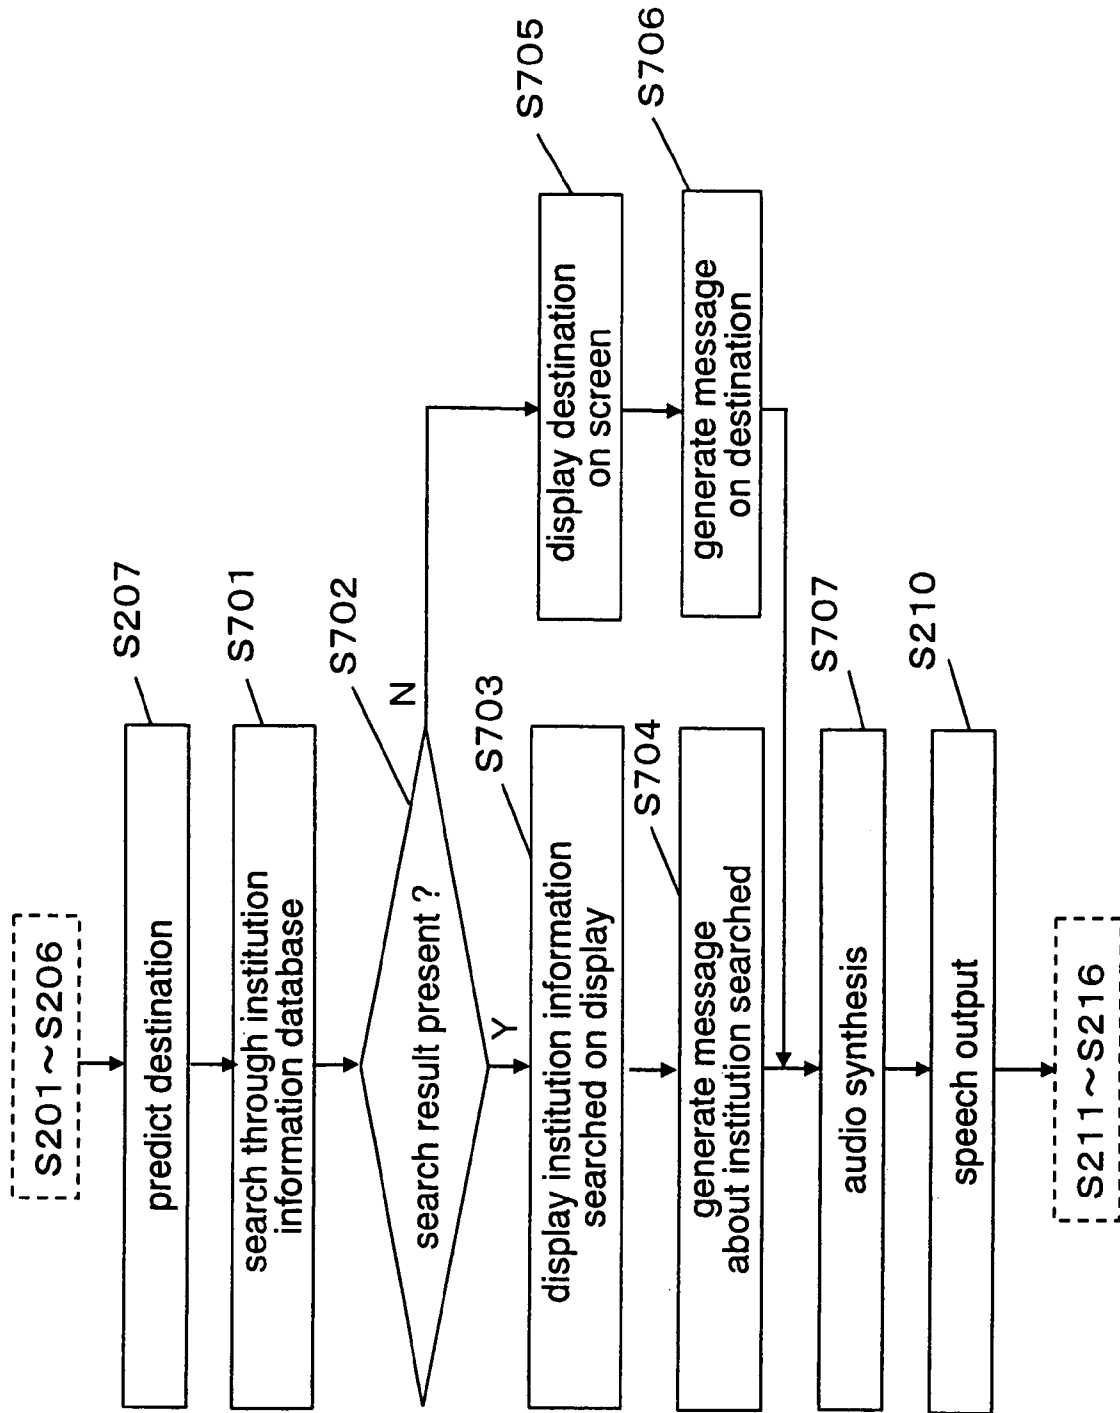 S201~S206
predict destination
S207
search through institution
information database
S701
search result present ?
S702
N
Y
display institution information
searched on display
S703
display destination
on screen
S705
generate message
about institution searched
S704
generate message
on destination
S706
audio synthesis
S707
speech output
S210
S211~S216